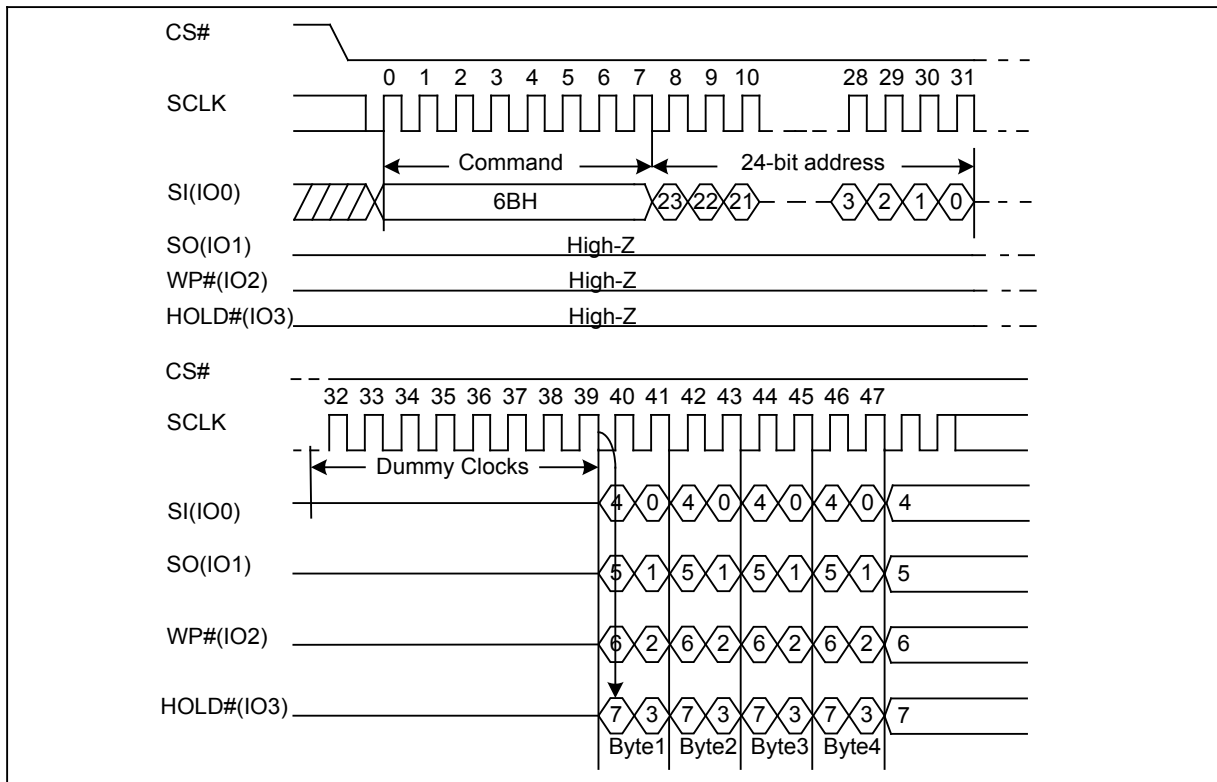 CS#
0 1 2 3 4 5 6 7 8 9 10 28 29 30 31
SCLK
Command 24-bit address
SI(IO0) 6BH 23 22 21 3 2 1 0
SO(IO1) High-Z
WP#(IO2) High-Z
HOLD#(IO3) High-Z
CS#
32 33 34 35 36 37 38 39 40 41 42 43 44 45 46 47
SCLK
Dummy Clocks
SI(IO0) 4 0 4 0 4 0 4 0 4
SO(IO1) 5 1 5 1 5 1 5 1 5
WP#(IO2) 6 2 6 2 6 2 6 2 6
HOLD#(IO3) 7 3 7 3 7 3 7 3 7
Byte1 Byte2 Byte3 Byte4